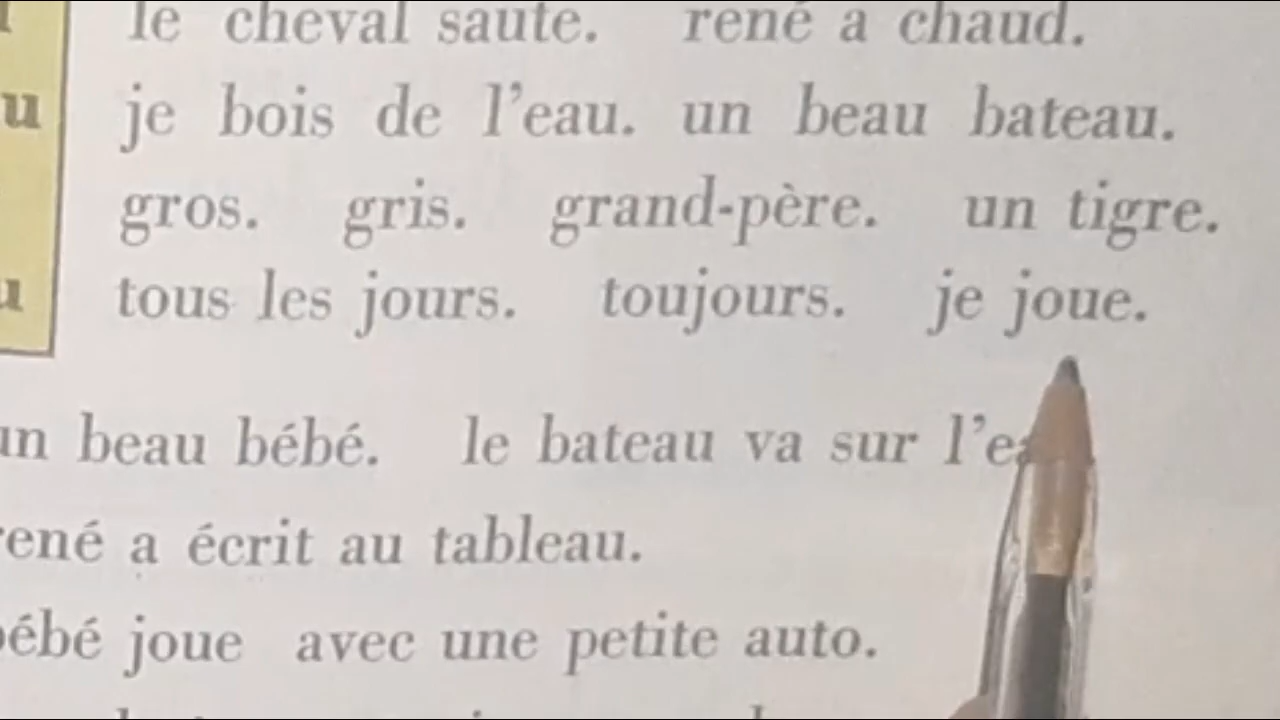 le cheval saute. rené a chaud.
je bois de l'eau. un beau bateau.
gros. gris. grand-père. un tigre.
tous les jours. toujours. je joue.
un beau bébé. le bateau va sur
rené a écrit au tableau.
bébé joue avec une petite auto.